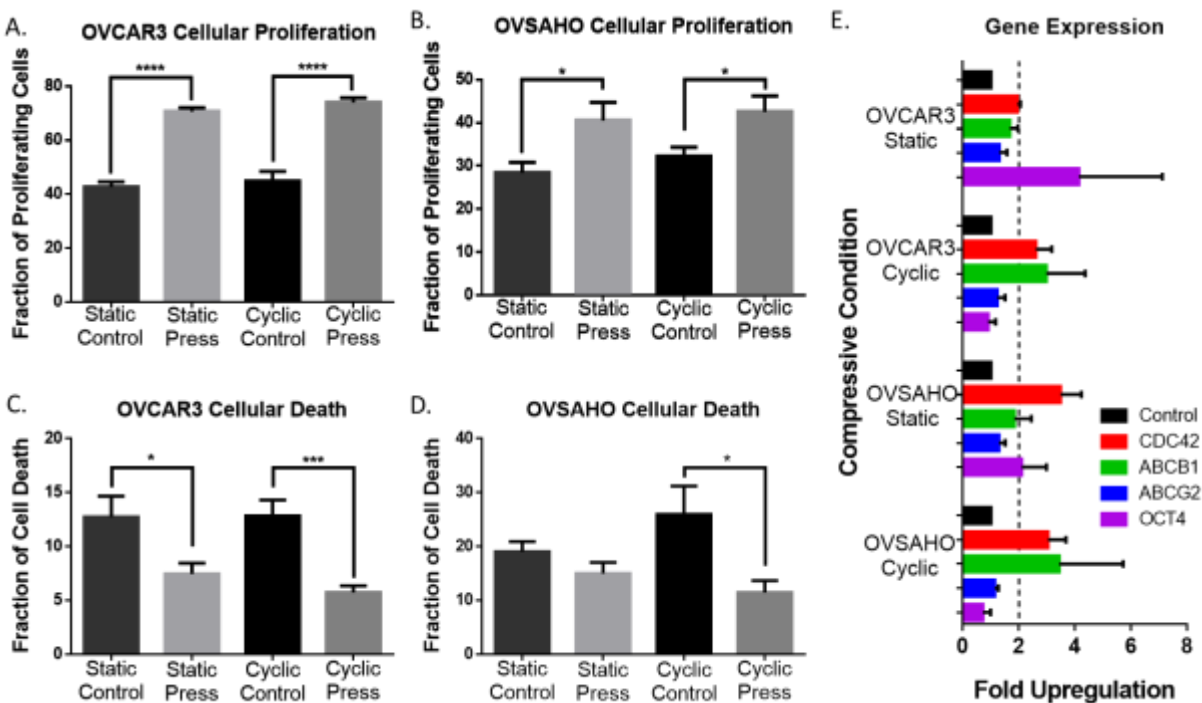 A.
OVCAR3 Cellular Proliferation
Fraction of Proliferating Cells
80
60
40
20
0
****
****
Static
Control
Static
Press
Cyclic
Control
Cyclic
Press
B.
OVSAHO Cellular Proliferation
Fraction of Proliferating Cells
50
40
30
20
10
0
*
*
Static
Control
Static
Press
Cyclic
Control
Cyclic
Press
C.
OVCAR3 Cellular Death
Fraction of Cell Death
20
15
10
5
0
*
***
Static
Control
Static
Press
Cyclic
Control
Cyclic
Press
D.
OVSAHO Cellular Death
Fraction of Cell Death
40
30
20
10
0
*
Static
Control
Static
Press
Cyclic
Control
Cyclic
Press
E.
Gene Expression
Compressive Condition
OVCAR3
Static
OVCAR3
Cyclic
OVSAHO
Static
OVSAHO
Cyclic
Control
CDC42
ABCB1
ABCG2
OCT4
0
2
4
6
8
Fold Upregulation